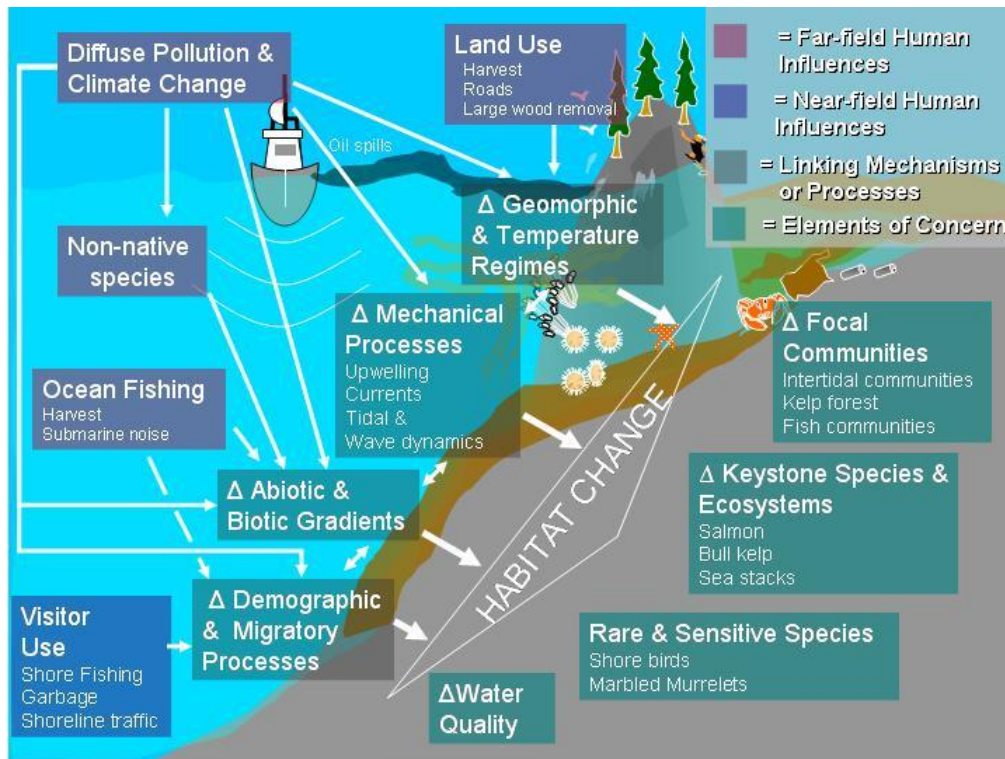 Diffuse Pollution &
Climate Change
Land Use
Harvest
Roads
Large wood removal
= Far-field Human
Influences
= Near-field Human
Influences
= Linking Mechanisms
or Processes
= Elements of Concern
Oil spills
Δ Geomorphic
& Temperature
Regimes
Non-native
species
Δ Mechanical
Processes
Upwelling
Currents
Tidal &
Wave dynamics
Δ Focal
Communities
Intertidal communities
Kelp forest
Fish communities
Ocean Fishing
Harvest
Submarine noise
HABITAT CHANGE
Δ Keystone Species &
Ecosystems
Salmon
Bull kelp
Sea stacks
Δ Abiotic &
Biotic Gradients
Δ Demographic
& Migratory
Processes
Visitor
Use
Shore Fishing
Garbage
Shoreline traffic
Rare & Sensitive Species
Shore birds
Marbled Murrelets
ΔWater
Quality